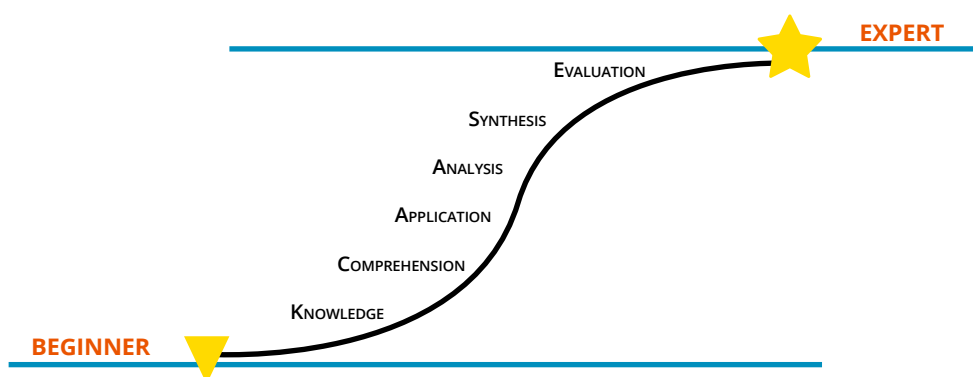 EXPERT
Evaluation
Synthesis
Analysis
Application
Comprehension
Knowledge
BEGINNER